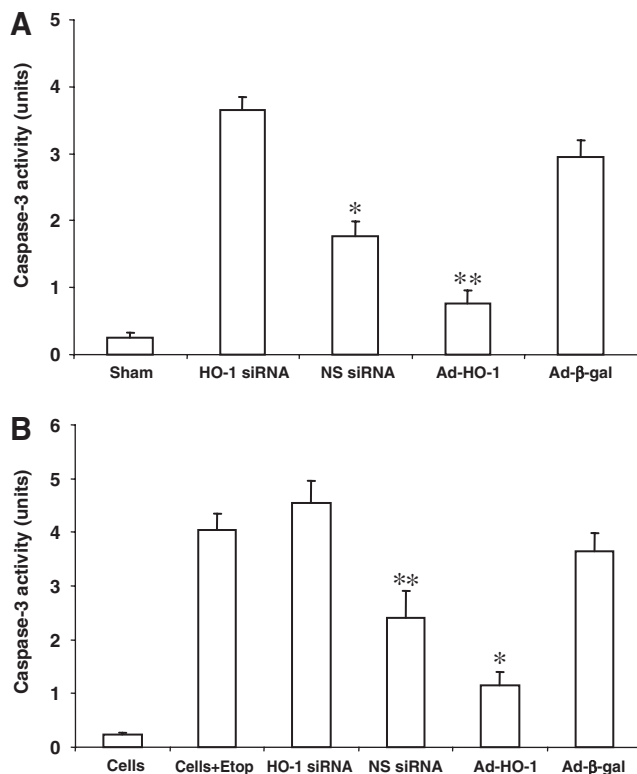 A
Caspase-3 activity (units)
5
4
3
2
1
0
*
**
Sham HO-1 siRNA NS siRNA Ad-HO-1 Ad-β-gal
B
Caspase-3 activity (units)
6
5
4
3
2
1
0
**
*
Cells Cells+Etop HO-1 siRNA NS siRNA Ad-HO-1 Ad-β-gal